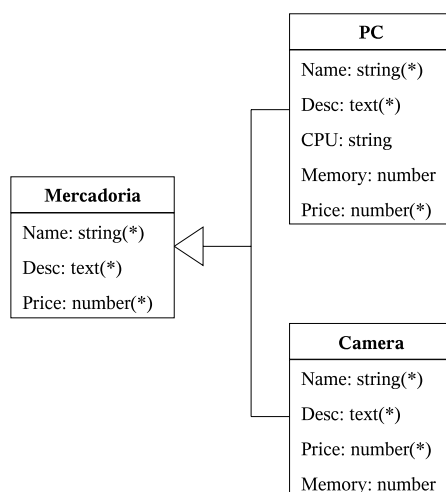 PC
Name: string(*)
Desc: text(*)
CPU: string
Memory: number
Price: number(*)
Mercadoria
Name: string(*)
Desc: text(*)
Price: number(*)
Camera
Name: string(*)
Desc: text(*)
Price: number(*)
Memory: number